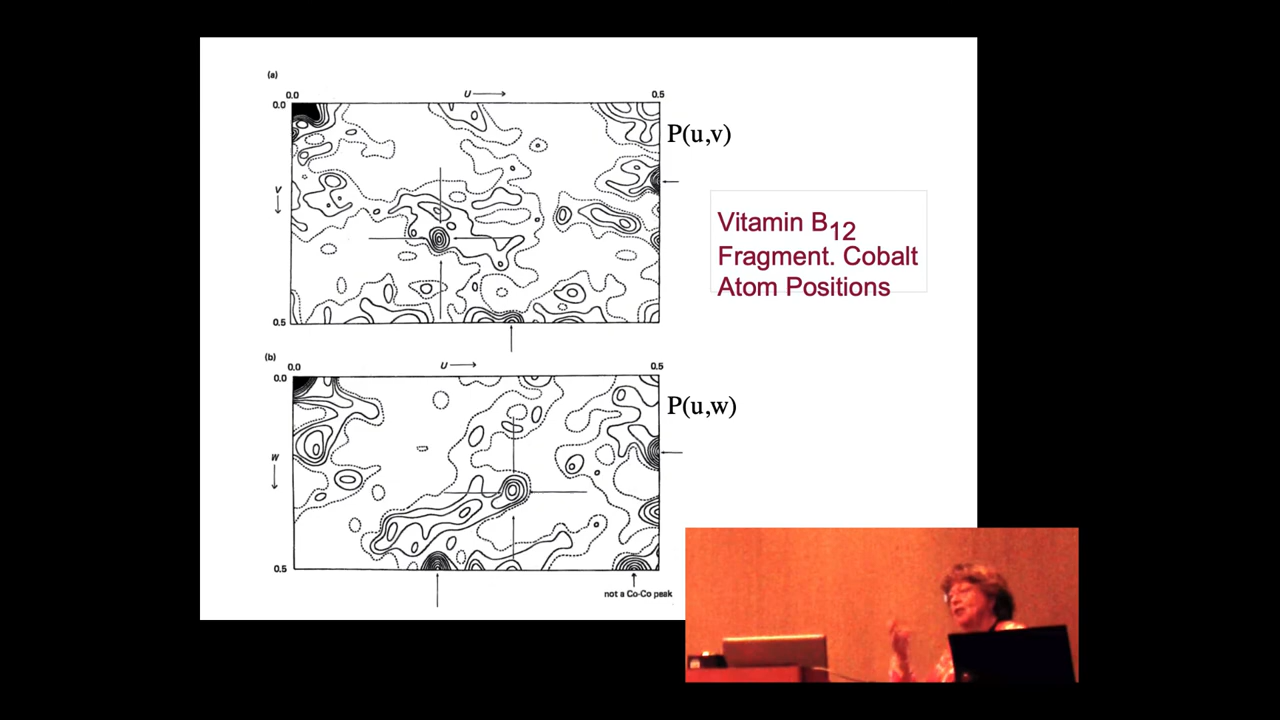 (a)
0.0 U 0.5
0.0
P(u,v)
V
Vitamin B12
Fragment. Cobalt
Atom Positions
0.5
(b)
0.0 U 0.5
0.0
P(u,w)
W
0.5
not a Co-Co peak